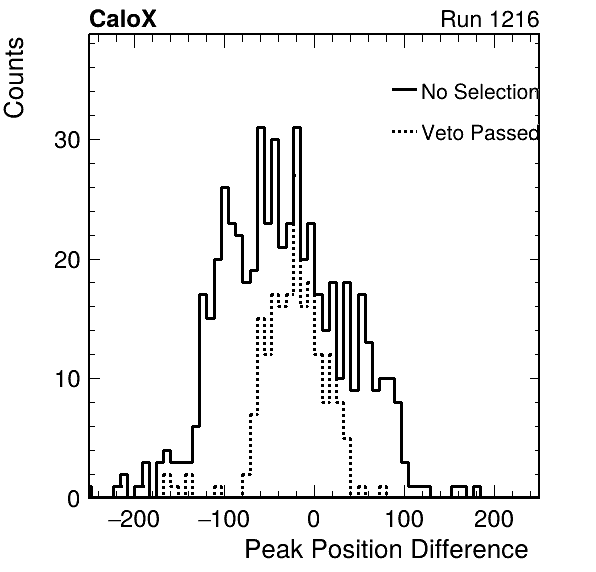 CaloX Run 1216
Counts
No Selection
Veto Passed
30
20
10
0
−200 −100 0 100 200
Peak Position Difference